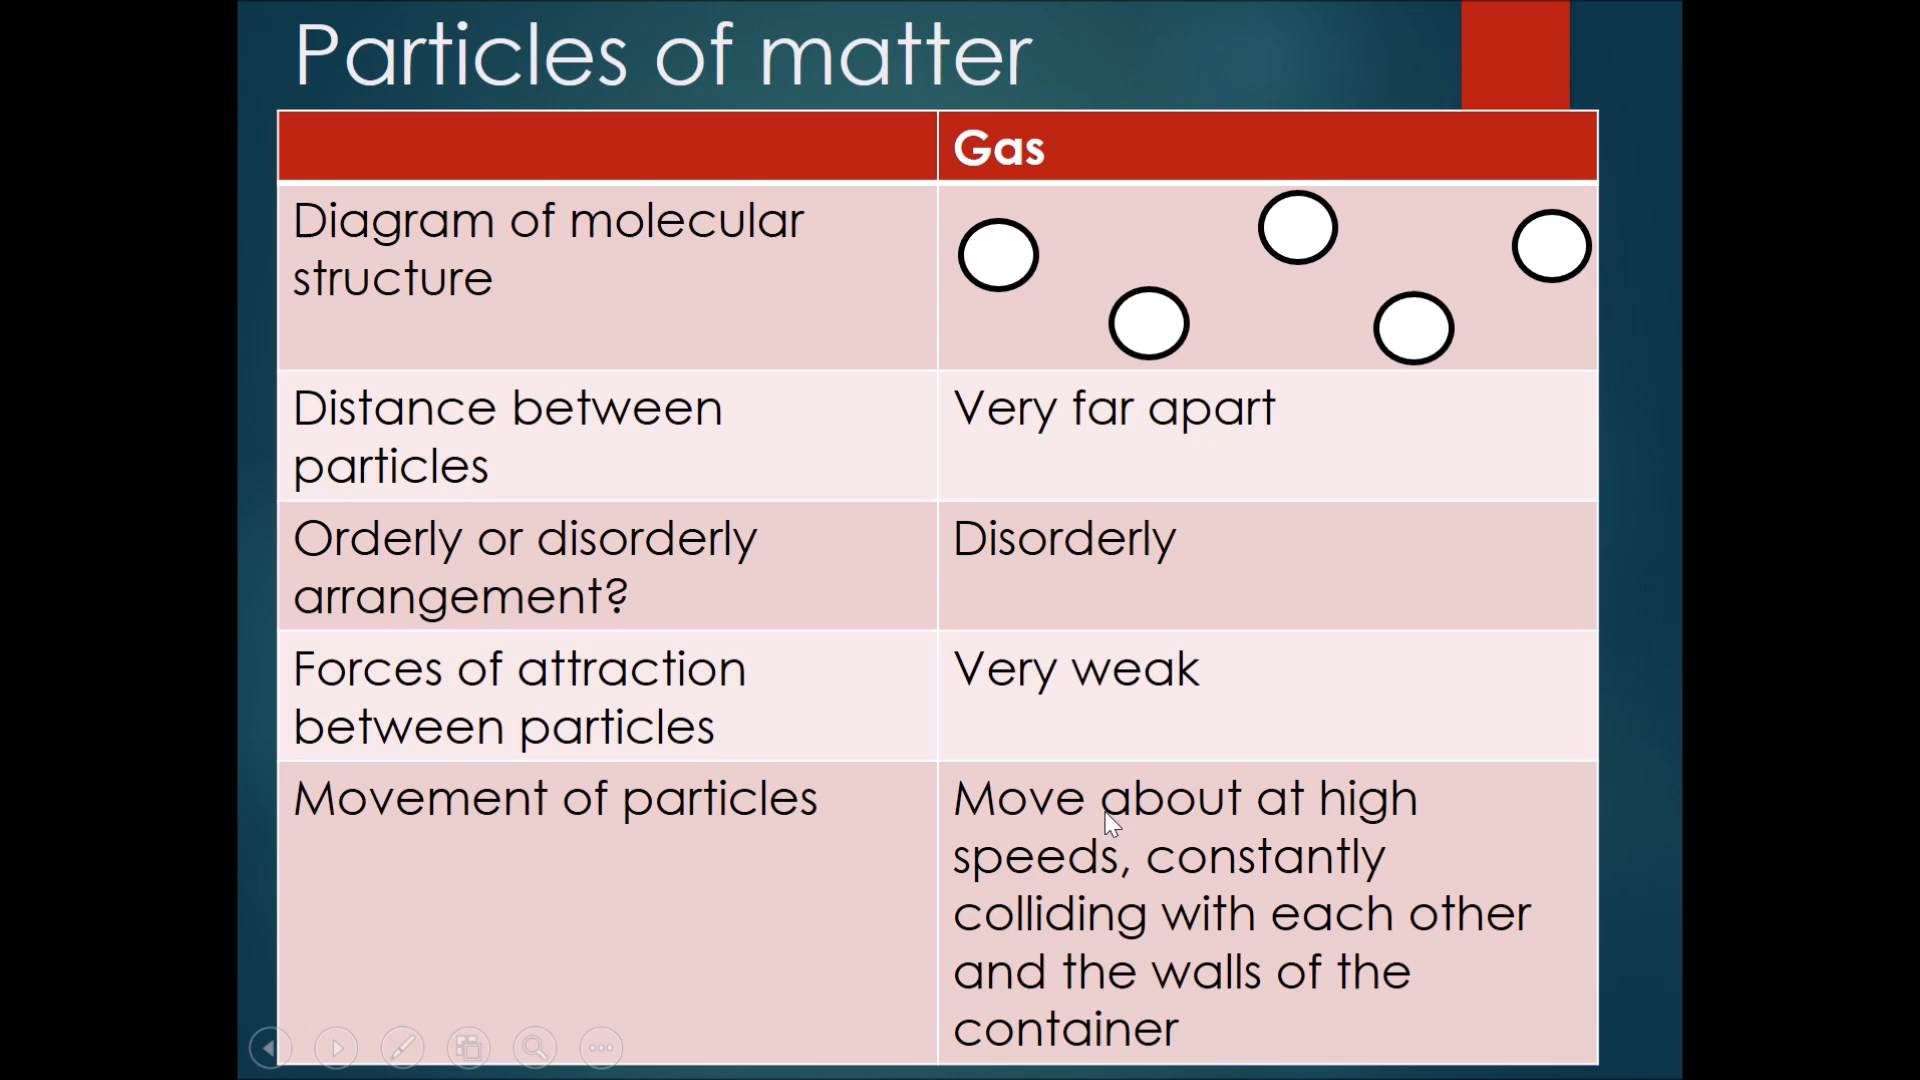 Particles of matter
Gas
Diagram of molecular
structure
Distance between
particles
Very far apart
Orderly or disorderly
arrangement?
Disorderly
Forces of attraction
between particles
Very weak
Movement of particles
Move about at high
speeds, constantly
colliding with each other
and the walls of the
container